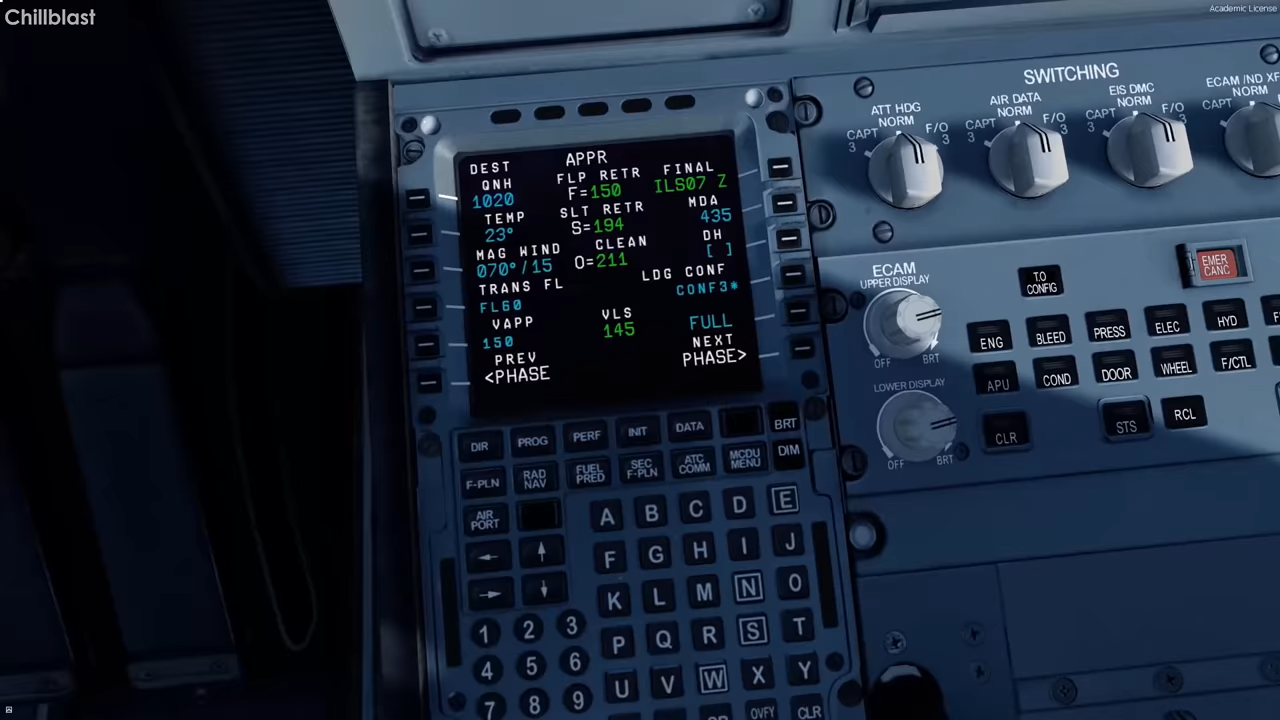 Chillblast
Academic License
DEST APPR
QNH FLP RETR FINAL
1020 F=150 ILS07 Z
TEMP SLT RETR MDA
23° S=194 435
MAG WIND CLEAN DH
070°/15 O=211 [ ]
TRANS FL LDG CONF
FL60 CONF3*
VAPP VLS
150 145 FULL
PREV NEXT
<PHASE PHASE>
DIR PROG PERF INIT DATA BRT
F-PLN RAD NAV FUEL PRED SEC F-PLN ATC COMM MCDU MENU DIM
AIR PORT
A B C D E
← ↑ F G H I J
→ ↓ K L M N O
1 2 3 P Q R S T
4 5 6 U V W X Y
7 8 9 OVFY CLR
SWITCHING
ATT HDG AIR DATA EIS DMC ECAM /ND XF
NORM NORM NORM NORM
CAPT 3 F/O 3 CAPT 3 F/O 3 CAPT 3 F/O 3 CAPT
ECAM
UPPER DISPLAY
OFF BRT
LOWER DISPLAY
OFF BRT
T.O CONFIG
EMER CANC
ENG BLEED PRESS ELEC HYD
APU COND DOOR WHEEL F/CTL
CLR STS RCL